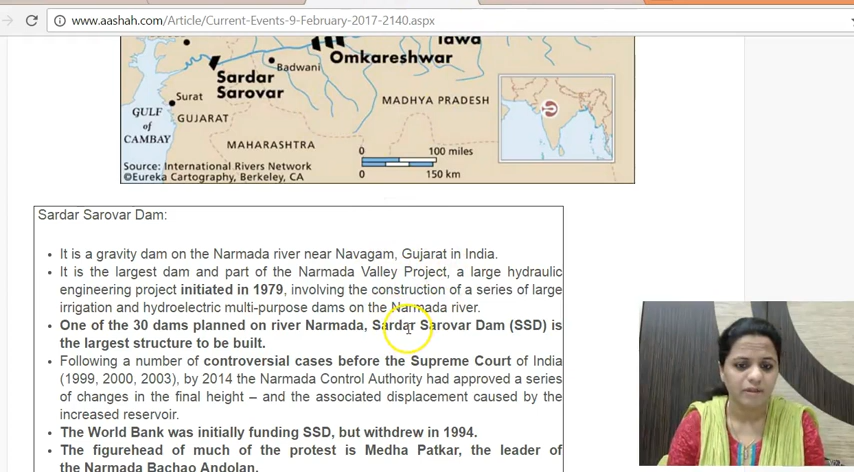 www.aashah.com/Article/Current-Events-9-February-2017-2140.aspx
Tawa
Omkareshwar
Badwani
Sardar
Sarovar
Surat
MADHYA PRADESH
GULF
of
CAMBAY
GUJARAT
MAHARASHTRA
0 100 miles
0 150 km
Source: International Rivers Network
©Eureka Cartography, Berkeley, CA
Sardar Sarovar Dam:
• It is a gravity dam on the Narmada river near Navagam, Gujarat in India.
• It is the largest dam and part of the Narmada Valley Project, a large hydraulic
engineering project initiated in 1979, involving the construction of a series of large
irrigation and hydroelectric multi-purpose dams on the Narmada river.
• One of the 30 dams planned on river Narmada, Sardar Sarovar Dam (SSD) is
the largest structure to be built.
• Following a number of controversial cases before the Supreme Court of India
(1999, 2000, 2003), by 2014 the Narmada Control Authority had approved a series
of changes in the final height – and the associated displacement caused by the
increased reservoir.
• The World Bank was initially funding SSD, but withdrew in 1994.
• The figurehead of much of the protest is Medha Patkar, the leader of
the Narmada Bachao Andolan.